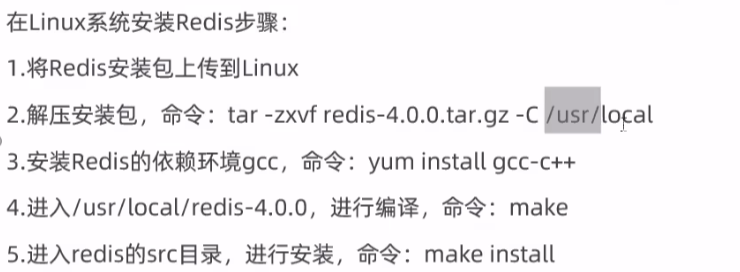 在Linux系统安装Redis步骤：
1.将Redis安装包上传到Linux
2.解压安装包，命令：tar -zxvf redis-4.0.0.tar.gz -C /usr/local
3.安装Redis的依赖环境gcc，命令：yum install gcc-c++
4.进入/usr/local/redis-4.0.0，进行编译，命令：make
5.进入redis的src目录，进行安装，命令：make install